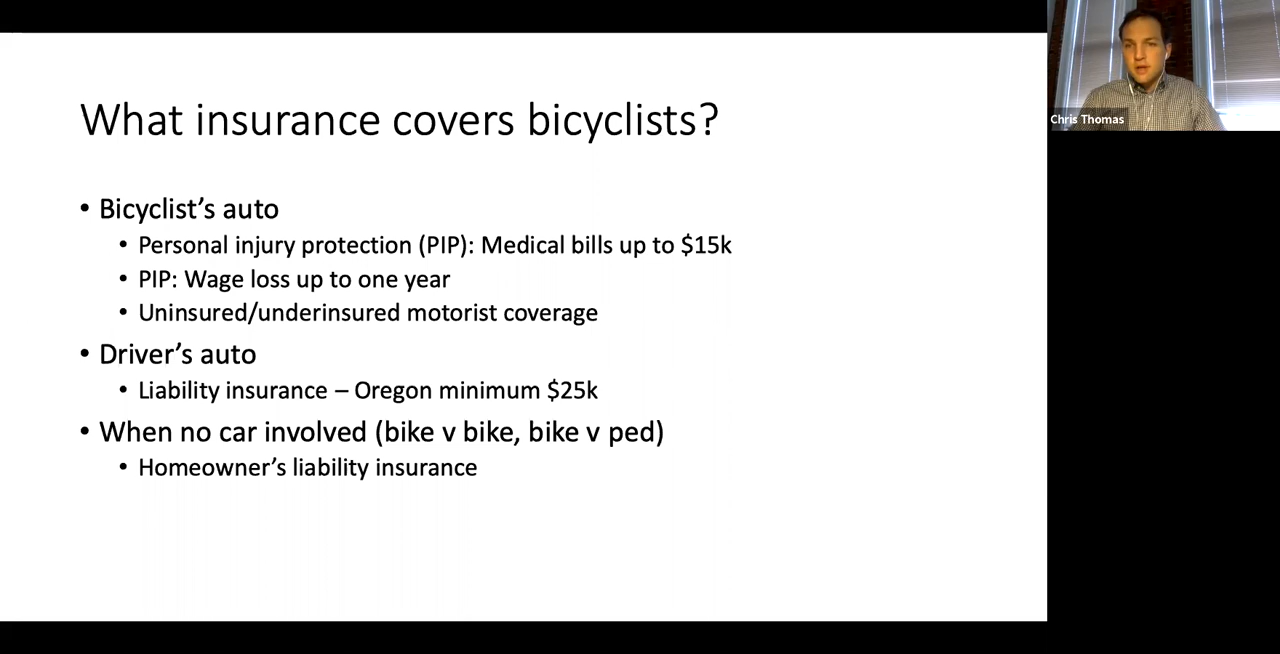 What insurance covers bicyclists?
• Bicyclist’s auto
• Personal injury protection (PIP): Medical bills up to $15k
• PIP: Wage loss up to one year
• Uninsured/underinsured motorist coverage
• Driver’s auto
• Liability insurance – Oregon minimum $25k
• When no car involved (bike v bike, bike v ped)
• Homeowner’s liability insurance
Chris Thomas